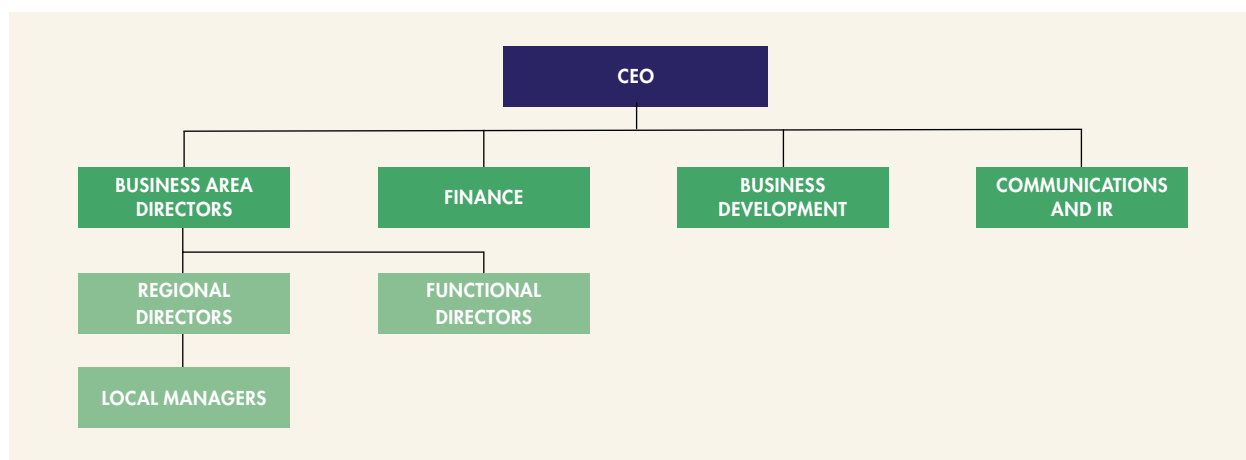 CEO
BUSINESS AREA
DIRECTORS
FINANCE
BUSINESS
DEVELOPMENT
COMMUNICATIONS
AND IR
REGIONAL
DIRECTORS
FUNCTIONAL
DIRECTORS
LOCAL MANAGERS